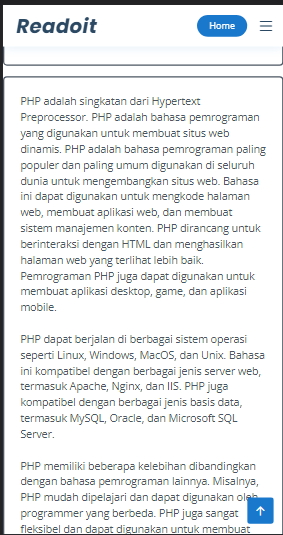 Readoit
Home
PHP adalah singkatan dari Hypertext
Preprocessor. PHP adalah bahasa pemrograman
yang digunakan untuk membuat situs web
dinamis. PHP adalah bahasa pemrograman paling
populer dan paling umum digunakan di seluruh
dunia untuk mengembangkan situs web. Bahasa
ini dapat digunakan untuk mengkode halaman
web, membuat aplikasi web, dan membuat
sistem manajemen konten. PHP dirancang untuk
berinteraksi dengan HTML dan menghasilkan
halaman web yang terlihat lebih baik.
Pemrograman PHP juga dapat digunakan untuk
membuat aplikasi desktop, game, dan aplikasi
mobile.
PHP dapat berjalan di berbagai sistem operasi
seperti Linux, Windows, MacOS, dan Unix. Bahasa
ini kompatibel dengan berbagai jenis server web,
termasuk Apache, Nginx, dan IIS. PHP juga
kompatibel dengan berbagai jenis basis data,
termasuk MySQL, Oracle, dan Microsoft SQL
Server.
PHP memiliki beberapa kelebihan dibandingkan
dengan bahasa pemrograman lainnya. Misalnya,
PHP mudah dipelajari dan dapat digunakan oleh
programmer yang berbeda. PHP juga sangat
fleksibel dan dapat digunakan untuk membuat